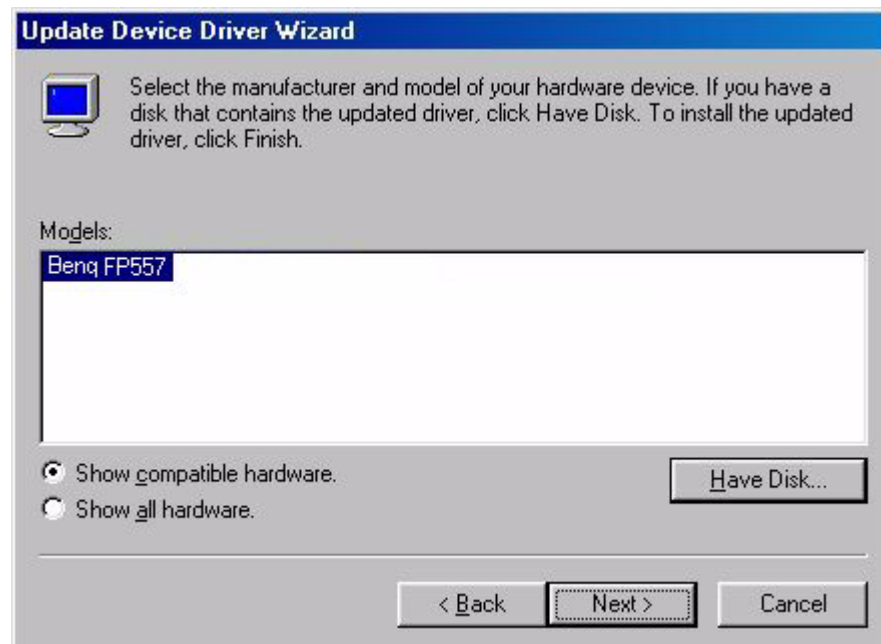 Update Device Driver Wizard
Select the manufacturer and model of your hardware device. If you have a
disk that contains the updated driver, click Have Disk. To install the updated
driver, click Finish.
Models:
Benq FP557
Show compatible hardware.
Have Disk...
Show all hardware.
< Back
Next >
Cancel